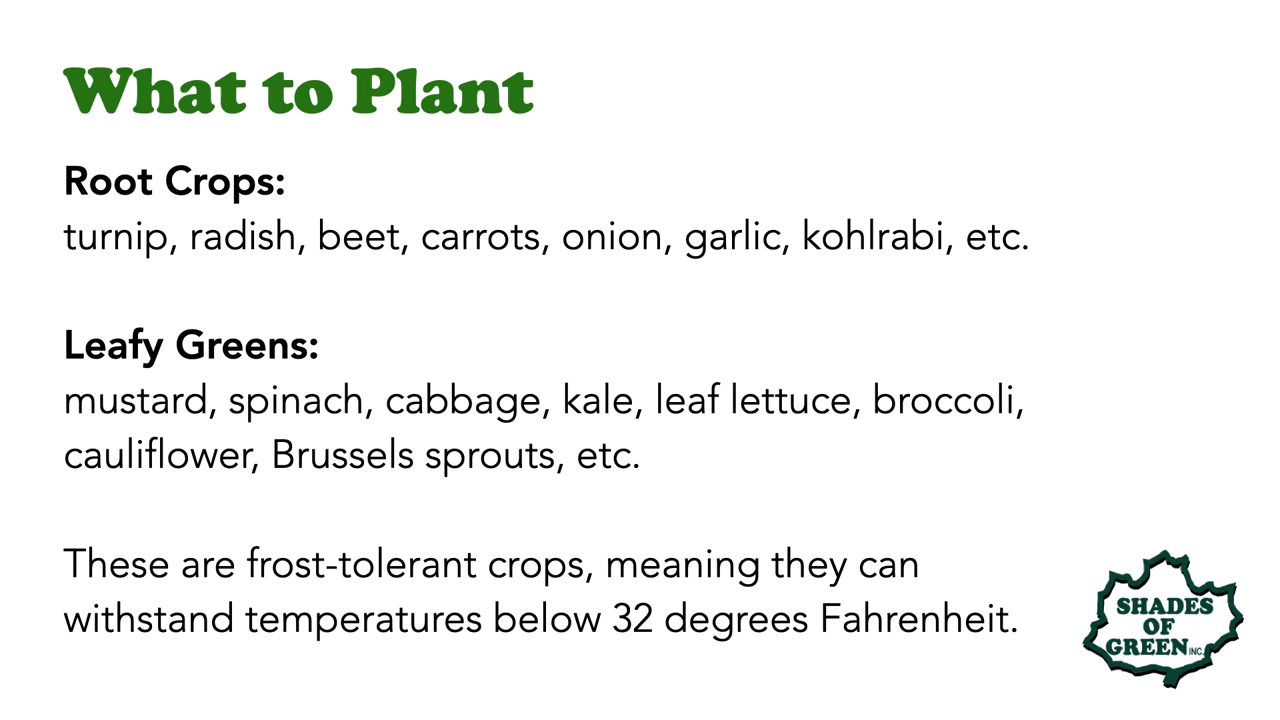 What to Plant
Root Crops:
turnip, radish, beet, carrots, onion, garlic, kohlrabi, etc.
Leafy Greens:
mustard, spinach, cabbage, kale, leaf lettuce, broccoli,
cauliflower, Brussels sprouts, etc.
These are frost-tolerant crops, meaning they can
withstand temperatures below 32 degrees Fahrenheit.
SHADES
OF
GREEN INC.